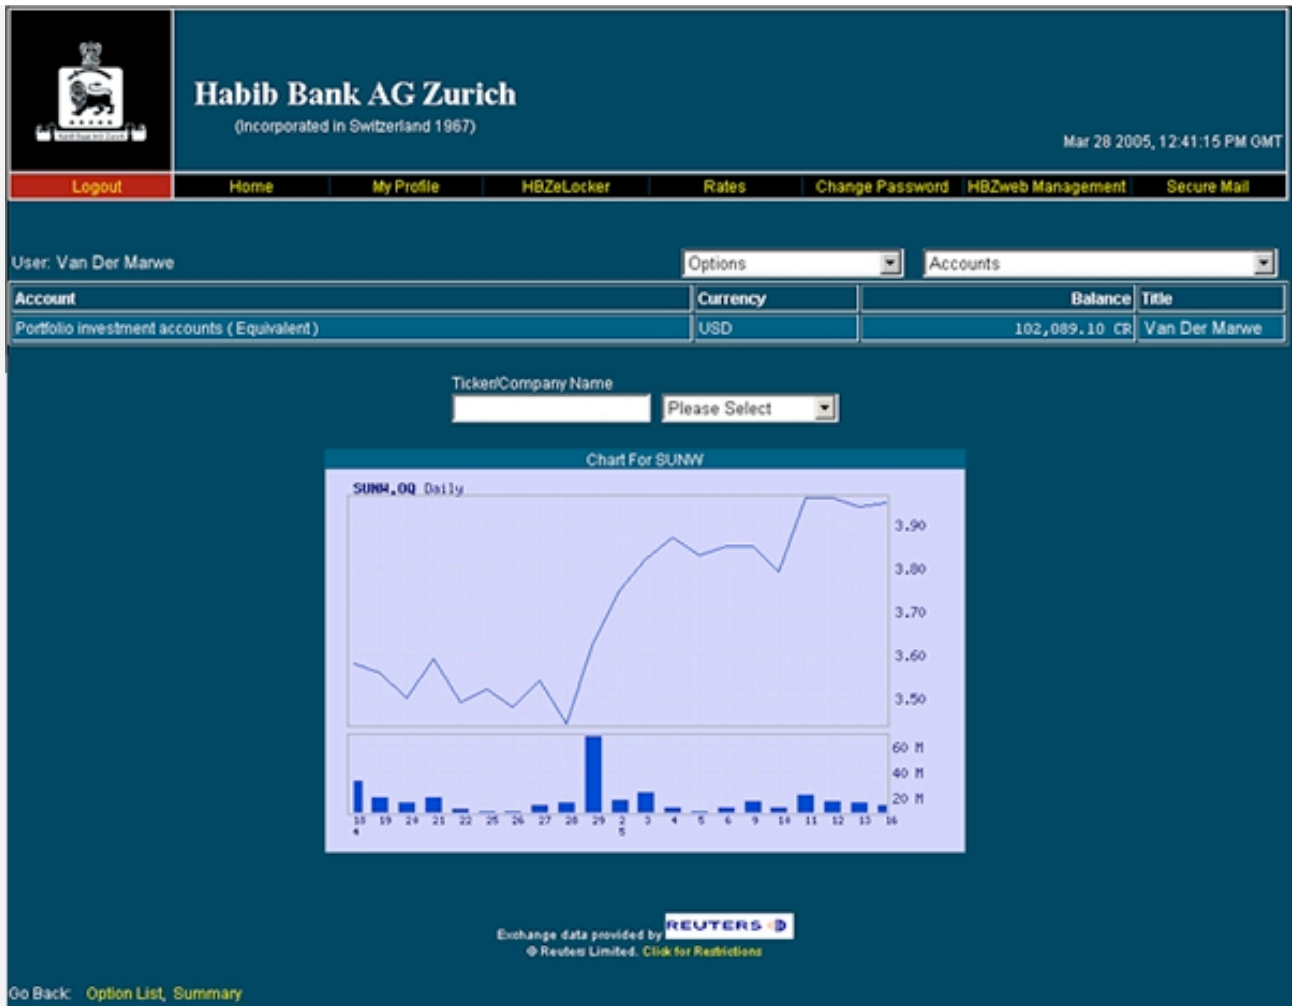 Habib Bank AG Zurich
(Incorporated in Switzerland 1967)
Mar 28 2005, 12:41:15 PM GMT
Logout Home My Profile HBZeLocker Rates Change Password HBZweb Management Secure Mail
User: Van Der Marwe Options Accounts
Account Currency Balance Title
Portfolio investment accounts ( Equivalent ) USD 102,089.10 CR Van Der Marwe
Ticker/Company Name
Please Select
Chart For SUNW
SUNW.OQ Daily
3.90
3.80
3.70
3.60
3.50
60 M
40 M
20 M
18 19 20 21 22 25 26 27 28 29 2 3 4 5 6 9 10 11 12 13 16
4 5
Exchange data provided by REUTERS
© Reuters Limited. Click for Restrictions
Go Back: Option List, Summary